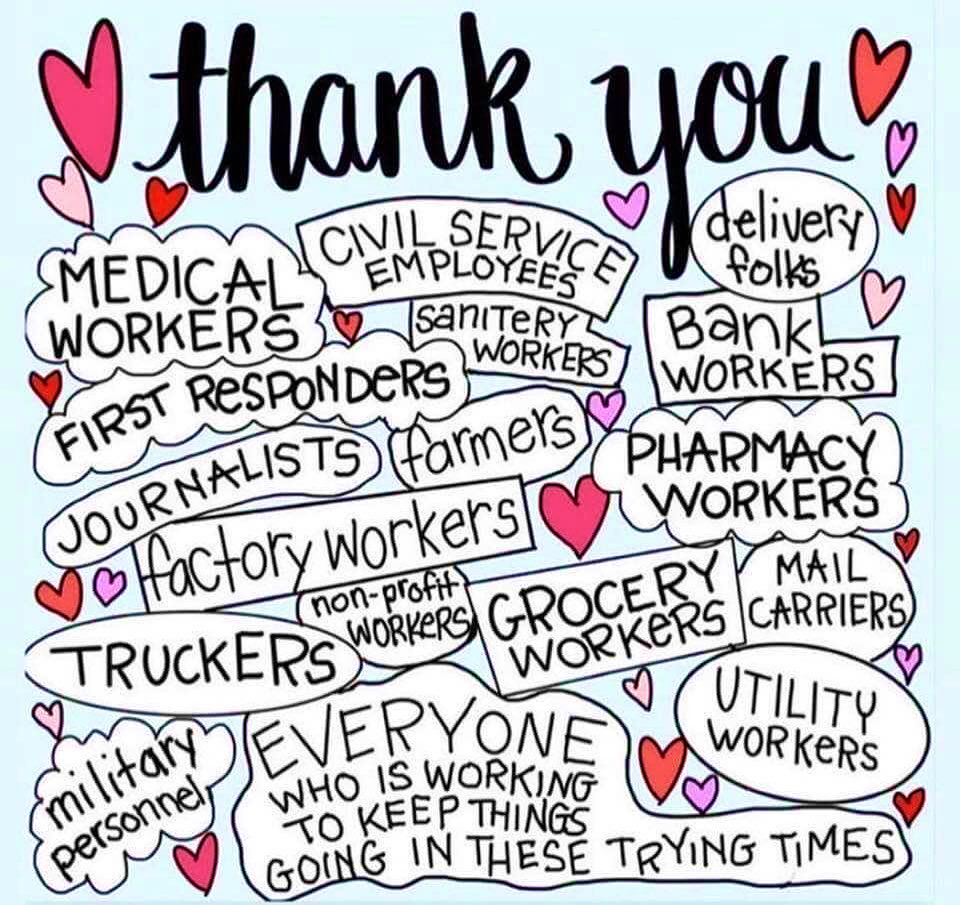 thank you
MEDICAL
WORKERS
CIVIL SERVICE
EMPLOYEES
delivery
folks
SANITERY
WORKERS
Bank
WORKERS
FIRST RESPONDERS
JOURNALISTS
farmers
PHARMACY
WORKERS
factory workers
non-profit
WORKERS
GROCERY
WORKERS
MAIL
CARRIERS
TRUCKERS
UTILITY
WORKERS
military
personnel
EVERYONE
WHO IS WORKING
TO KEEP THINGS
GOING IN THESE TRYING TIMES